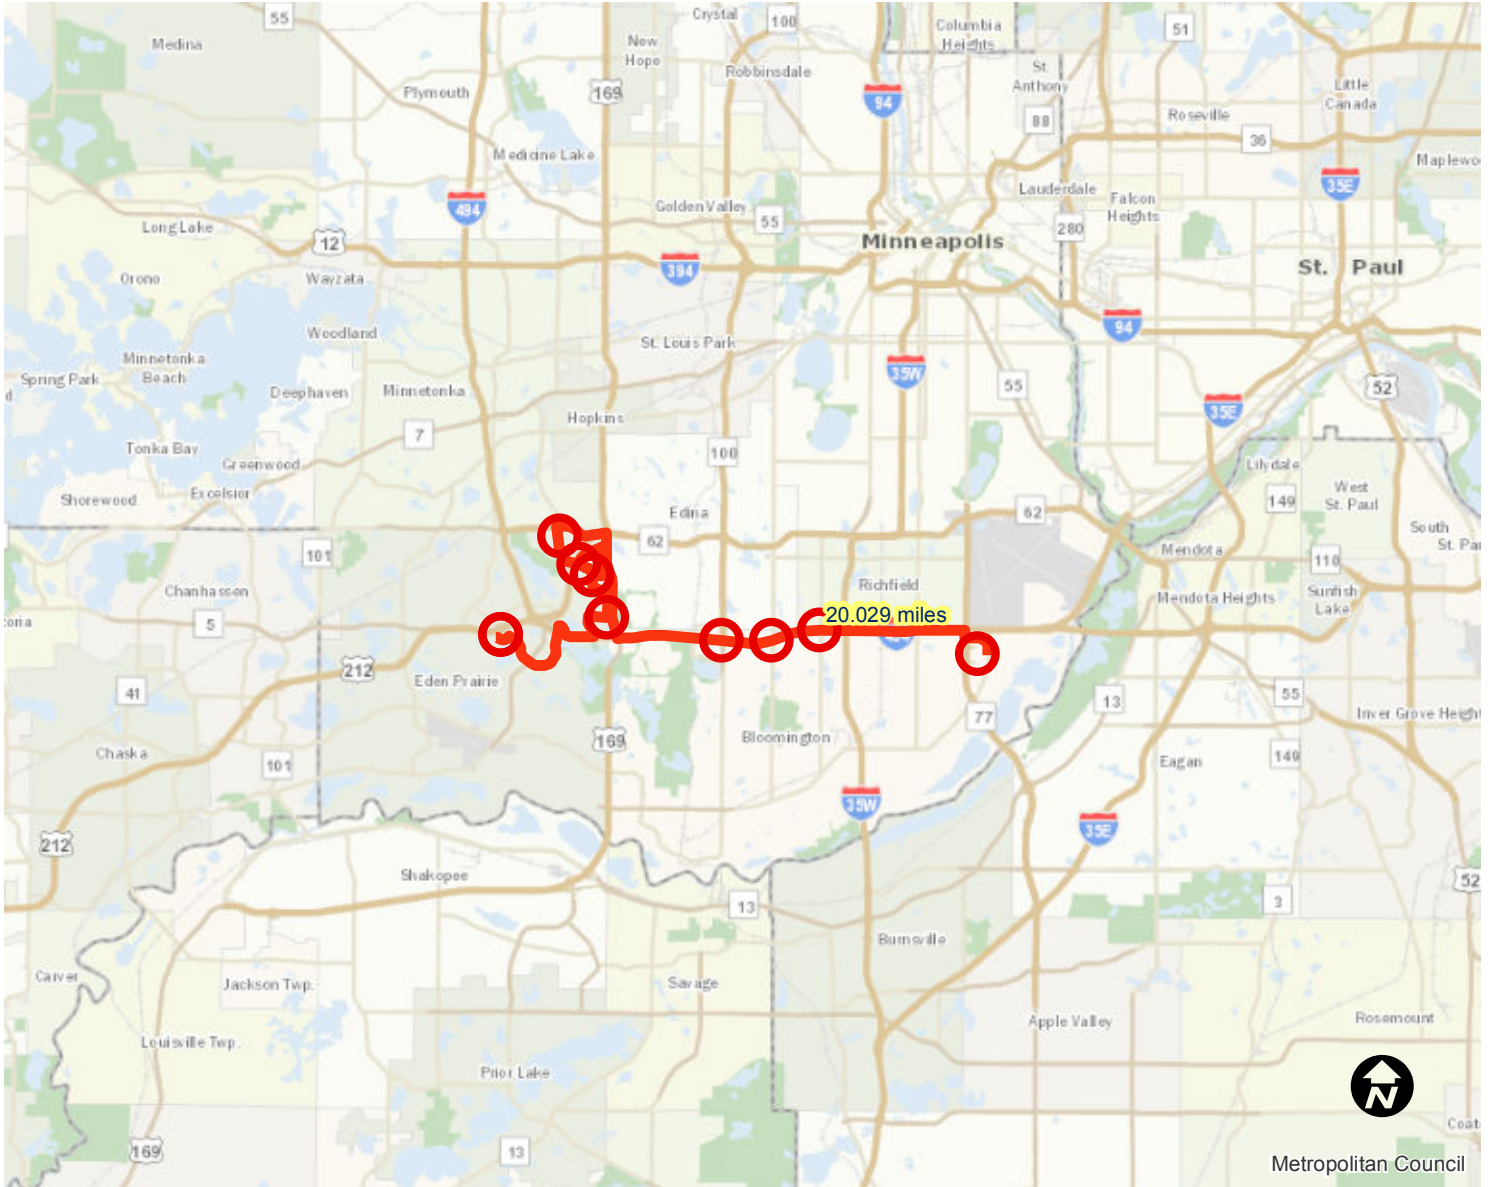 55
Crystal
100
Columbia
Heights
51
Medina
New
Hope
Robbinsdale
St.
Anthony
Little
Canada
Plymouth
169
94
88
Roseville
36
Medicine Lake
Maplewo
494
Golden Valley
55
Lauderdale
Falcon
Heights
35E
Long Lake
12
280
Minneapolis
394
St. Paul
Orono
Wayzata
Woodland
St. Louis Park
94
Minnetonka
Beach
Spring Park
d
Deephaven
Minnetonka
35W
55
52
35E
Hopkins
7
Tonka Bay
100
Greenwood
Lilydale
Shorewood
Excelsior
149
West
St. Paul
Edina
62
62
South
St. Pau
101
Mendota
110
Chanhassen
Richfield
Mendota Heights
Sunfish
Lake
toria
5
20.029 miles
212
Eden Prairie
41
13
55
77
Inver Grove Height
169
Bloomington
Chaska
101
Eagan
149
35W
35E
212
Shakopee
13
3
52
Burnsville
Carver
Jackson Twp.
Savage
Apple Valley
Rosemount
Louisville Twp.
Prior Lake
N
169
13
Coat
Metropolitan Council